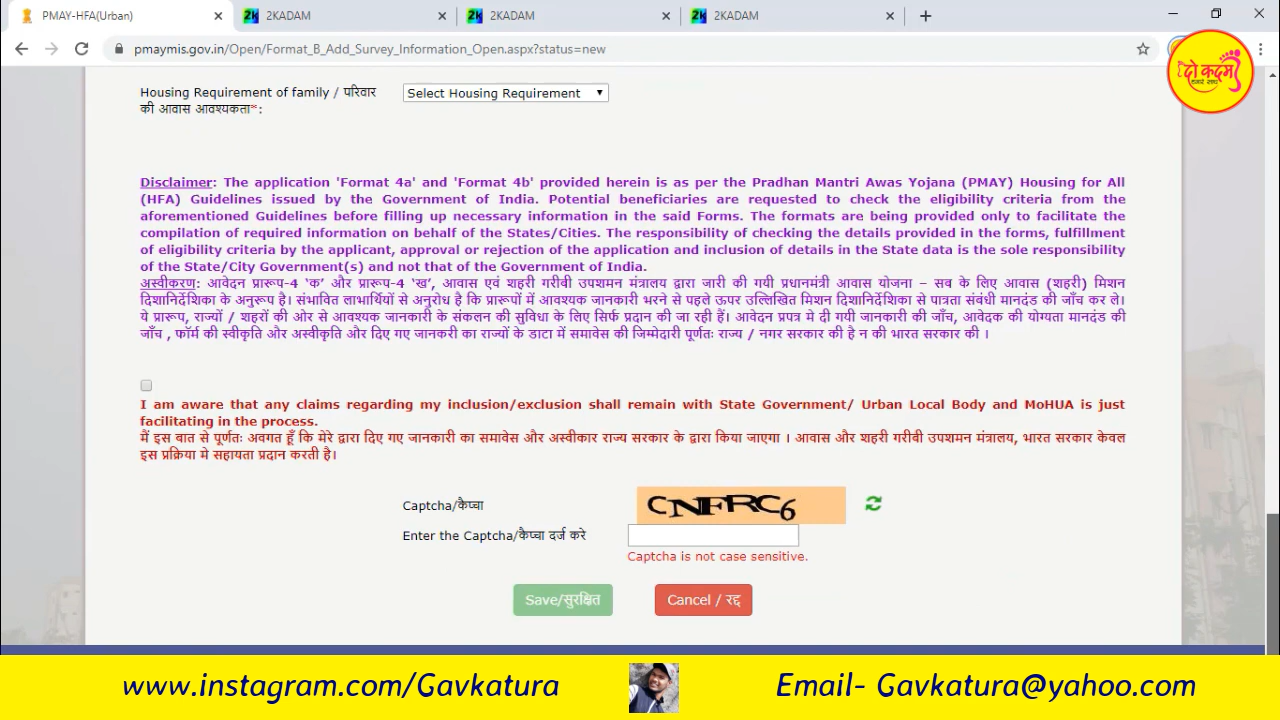 PMAY-HFA(Urban)
2k 2KADAM
2k 2KADAM
2k 2KADAM
pmaymis.gov.in/Open/Format_B_Add_Survey_Information_Open.aspx?status=new
दो कदम
Housing Requirement of family / परिवार
की आवास आवश्यकता*:
Select Housing Requirement
Disclaimer: The application 'Format 4a' and 'Format 4b' provided herein is as per the Pradhan Mantri Awas Yojana (PMAY) Housing for All
(HFA) Guidelines issued by the Government of India. Potential beneficiaries are requested to check the eligibility criteria from the
aforementioned Guidelines before filling up necessary information in the said Forms. The formats are being provided only to facilitate the
compilation of required information on behalf of the States/Cities. The responsibility of checking the details provided in the forms, fulfillment
of eligibility criteria by the applicant, approval or rejection of the application and inclusion of details in the State data is the sole responsibility
of the State/City Government(s) and not that of the Government of India.
अस्वीकरण: आवेदन प्रारूप-4 ‘क’ और प्रारूप-4 ‘ख’, आवास एवं शहरी गरीबी उपशमन मंत्रालय द्वारा जारी की गयी प्रधानमंत्री आवास योजना – सब के लिए आवास (शहरी) मिशन
दिशानिर्देशिका के अनुरूप है। संभावित लाभार्थियों से अनुरोध है कि प्रारूपों में आवश्यक जानकारी भरने से पहले ऊपर उल्लिखित मिशन दिशानिर्देशिका से पात्रता संबंधी मानदंड की जाँच कर ले।
ये प्रारूप, राज्यों / शहरों की ओर से आवश्यक जानकारी के संकलन की सुविधा के लिए सिर्फ प्रदान की जा रही हैं। आवेदन प्रपत्र मे दी गयी जानकारी की जाँच, आवेदक की योग्यता मानदंड की
जाँच , फॉर्म की स्वीकृति और अस्वीकृति और दिए गए जानकरी का राज्यों के डाटा में समावेस की जिम्मेदारी पूर्णतः राज्य / नगर सरकार की है न की भारत सरकार की ।
I am aware that any claims regarding my inclusion/exclusion shall remain with State Government/ Urban Local Body and MoHUA is just
facilitating in the process.
मैं इस बात से पूर्णतः अवगत हूँ कि मेरे द्वारा दिए गए जानकारी का समावेस और अस्वीकार राज्य सरकार के द्वारा किया जाएगा । आवास और शहरी गरीबी उपशमन मंत्रालय, भारत सरकार केवल
इस प्रक्रिया मे सहायता प्रदान करती है।
Captcha/कैप्चा
CNFRC6
Enter the Captcha/कैप्चा दर्ज करे
Captcha is not case sensitive.
Save/सुरक्षित
Cancel / रद्द
www.instagram.com/Gavkatura
Email- Gavkatura@yahoo.com